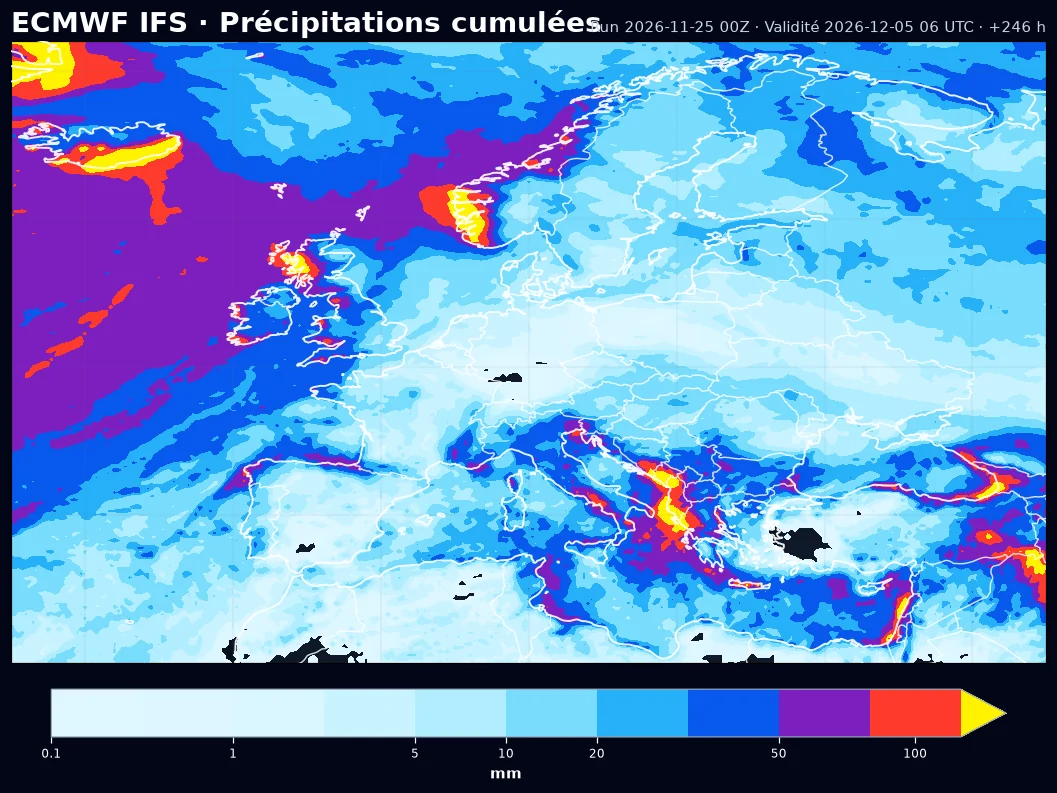 ECMWF IFS · Précipitations cumulées
Run 2026-11-25 00Z · Validité 2026-12-05 06 UTC · +246 h
0.1 1 5 10 20 50 100
mm